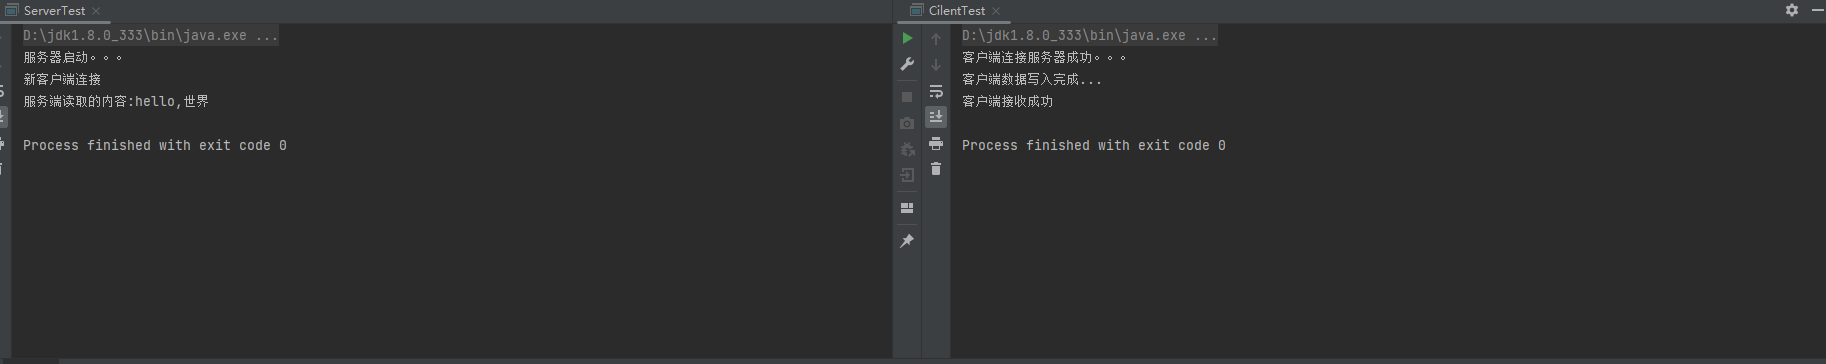 ServerTest
D:\jdk1.8.0_333\bin\java.exe ...
服务器启动。。。
新客户端连接
服务端读取的内容:hello,世界
Process finished with exit code 0
CilentTest
D:\jdk1.8.0_333\bin\java.exe ...
客户端连接服务器成功。。。
客户端数据写入完成...
客户端接收成功
Process finished with exit code 0